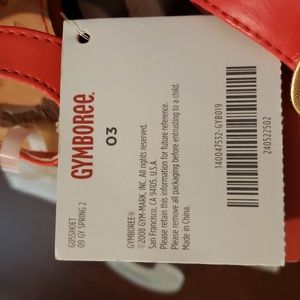 GYMBOREE
03
GOSSHOET
09 GY SPRING 2
GYMBOREE®
©2008 GYM-MARK, INC. All rights reserved.
San Francisco, CA 94105. U.S.A.
Please retain this information for future reference.
Please remove all packaging before entrusting to a child.
Made in China.
140047532-GYB019
240522502